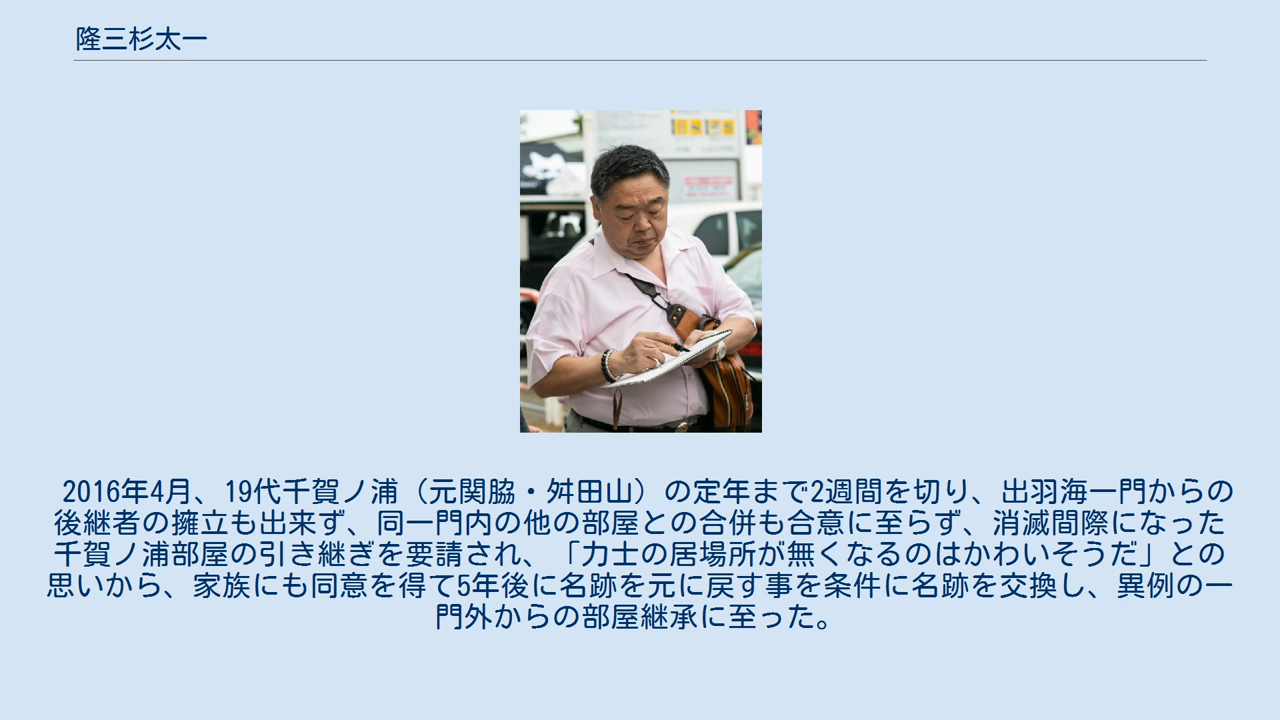 隆三杉太一
2016年4月、19代千賀ノ浦（元関脇・舛田山）の定年まで2週間を切り、出羽海一門からの
後継者の擁立も出来ず、同一門内の他の部屋との合併も合意に至らず、消滅間際になった
千賀ノ浦部屋の引き継ぎを要請され、「力士の居場所が無くなるのはかわいそうだ」との
思いから、家族にも同意を得て5年後に名跡を元に戻す事を条件に名跡を交換し、異例の一
門外からの部屋継承に至った。